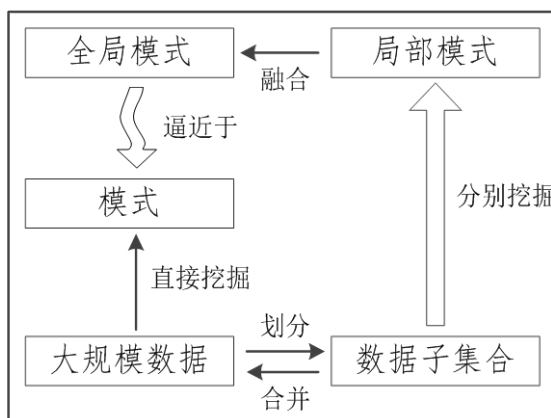 全局模式
局部模式
融合
逼近于
模式
分别挖掘
直接挖掘
划分
大规模数据
数据子集合
合并